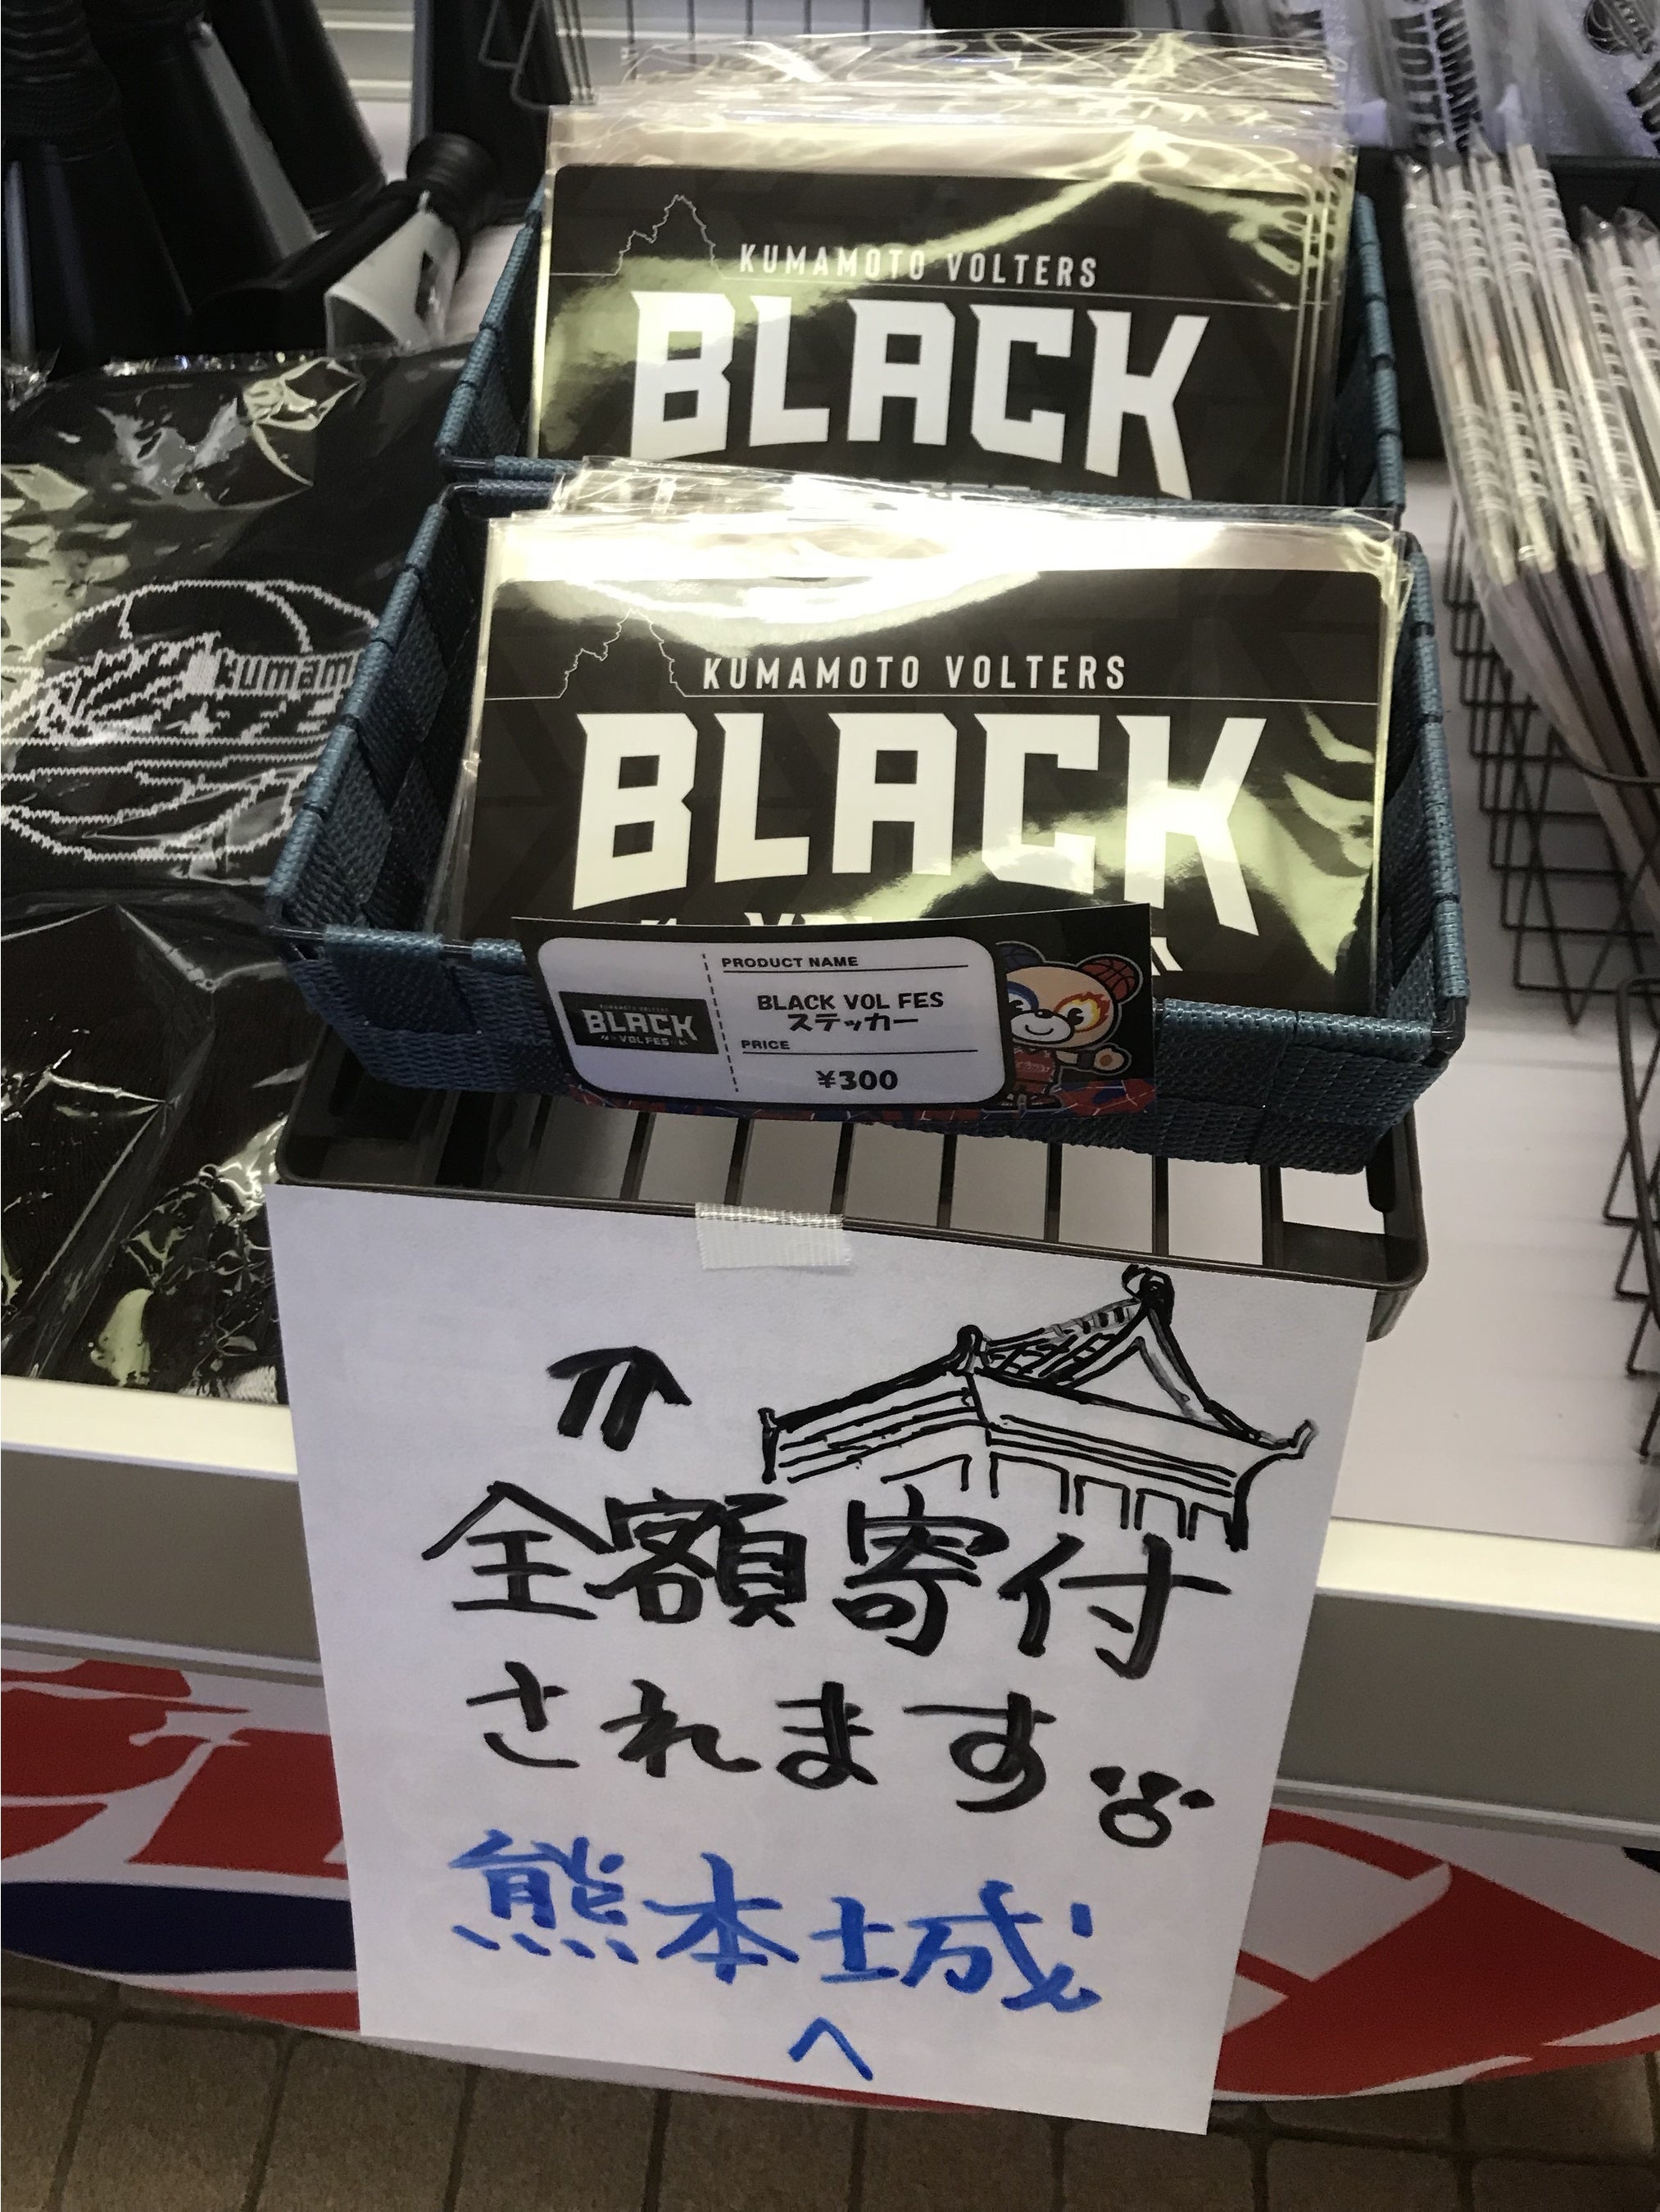 KUMAMOTO VOLTERS
BLACK
KUMAMOTO VOLTERS
BLACK
PRODUCT NAME
BLACK VOL FES
ステッカー
PRICE
¥300
BLACK
VOL FES
全額寄付
されます
熊本城
へ